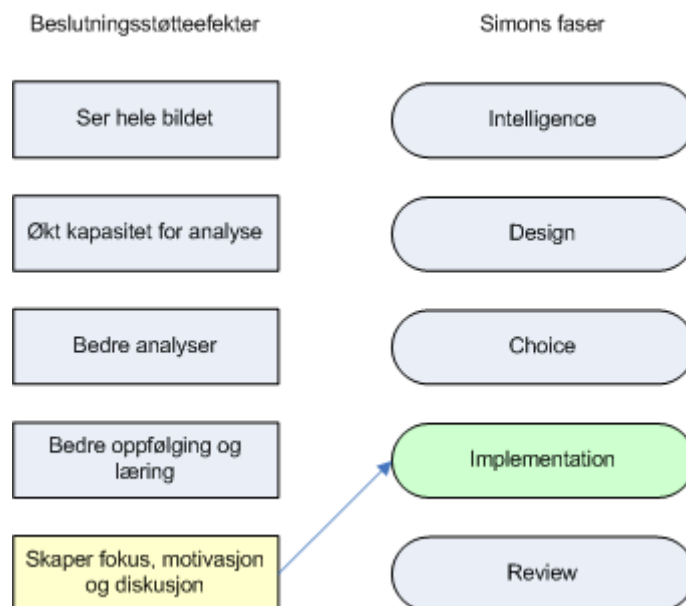 Beslutningsstøtteefekter
Simons faser
Ser hele bildet
Intelligence
Økt kapasitet for analyse
Design
Bedre analyser
Choice
Bedre oppfølging og
læring
Implementation
Skaper fokus, motivasjon
og diskusjon
Review